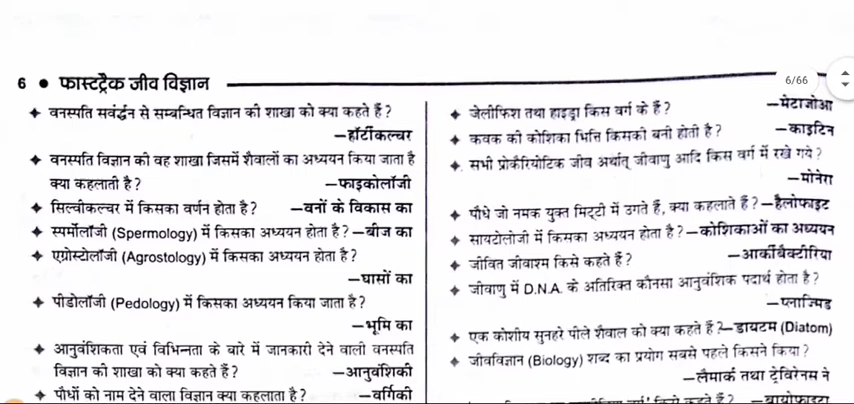 6 ● फास्टट्रैक जीव विज्ञान
6/66
✦ वनस्पति सवंर्द्धन से सम्बन्धित विज्ञान की शाखा को क्या कहते हैं?
—हॉर्टीकल्चर
✦ वनस्पति विज्ञान की वह शाखा जिसमें शैवालों का अध्ययन किया जाता है
क्या कहलाती है? —फाइकोलॉजी
✦ सिल्वीकल्चर में किसका वर्णन होता है? —वनों के विकास का
✦ स्पर्मोलॉजी (Spermology) में किसका अध्ययन होता है?—बीज का
✦ एग्रोस्टोलॉजी (Agrostology) में किसका अध्ययन होता है?
—घासों का
✦ पीडोलॉजी (Pedology) में किसका अध्ययन किया जाता है?
—भूमि का
✦ आनुवंशिकता एवं विभिन्नता के बारे में जानकारी देने वाली वनस्पति
विज्ञान की शाखा को क्या कहते हैं? —आनुवंशिकी
✦ पौधों को नाम देने वाला विज्ञान क्या कहलाता है? —वर्गिकी
✦ जेलीफिश तथा हाइड्रा किस वर्ग के हैं? —मेटाजोआ
✦ कवक की कोशिका भित्ति किसकी बनी होती है? —काइटिन
✦ सभी प्रोकैरियोटिक जीव अर्थात् जीवाणु आदि किस वर्ग में रखे गये?
—मोनेरा
✦ पौधे जो नमक युक्त मिट्टी में उगते हैं, क्या कहलाते हैं?—हैलोफाइट
✦ सायटोलोजी में किसका अध्ययन होता है?—कोशिकाओं का अध्ययन
✦ जीवित जीवाश्म किसे कहते हैं? —आर्कीबैक्टीरिया
✦ जीवाणु में D.N.A. के अतिरिक्त कौनसा आनुवंशिक पदार्थ होता है?
—प्लाज्मिड
✦ एक कोशीय सुनहरे पीले शैवाल को क्या कहते हैं?—डायटम (Diatom)
✦ जीवविज्ञान (Biology) शब्द का प्रयोग सबसे पहले किसने किया?
—लैमार्क तथा ट्रेविरेनस ने
किसे कहते हैं? —बायोफाइटा